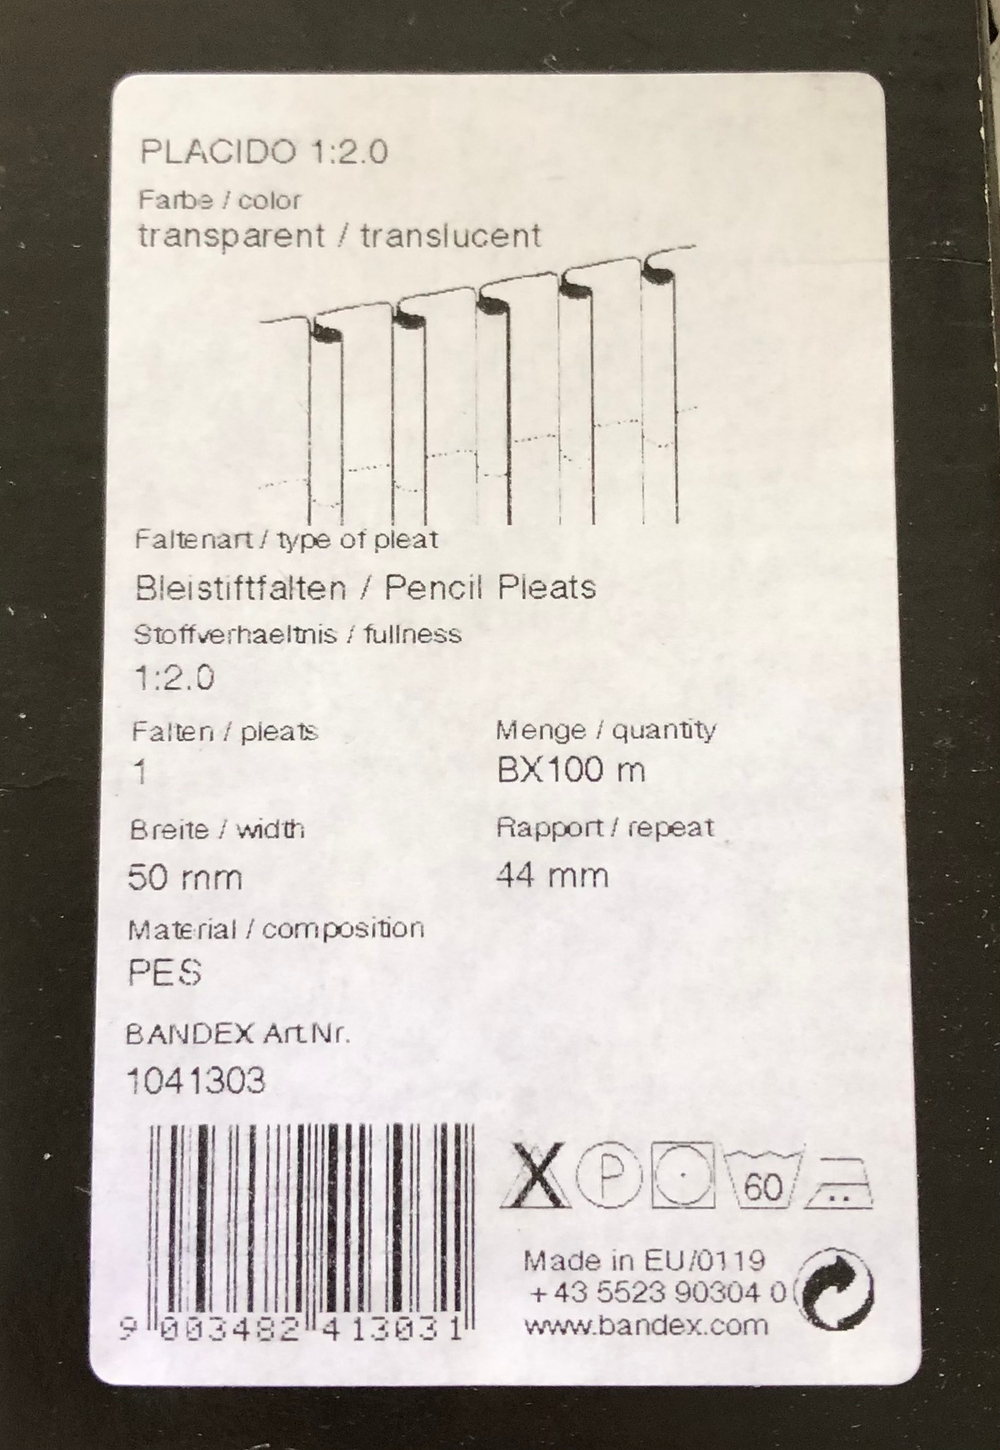 PLACIDO 1:2.0
Farbe / color
transparent / translucent
Faltenart / type of pleat
Bleistiftfalten / Pencil Pleats
Stoffverhaeltnis / fullness
1:2.0
Falten / pleats
1
Menge / quantity
BX100 m
Breite / width
50 mm
Rapport / repeat
44 mm
Material / composition
PES
BANDEX Art.Nr.
1041303
P
60
9 003482 413031
Made in EU/0119
+43 5523 90304 0
www.bandex.com